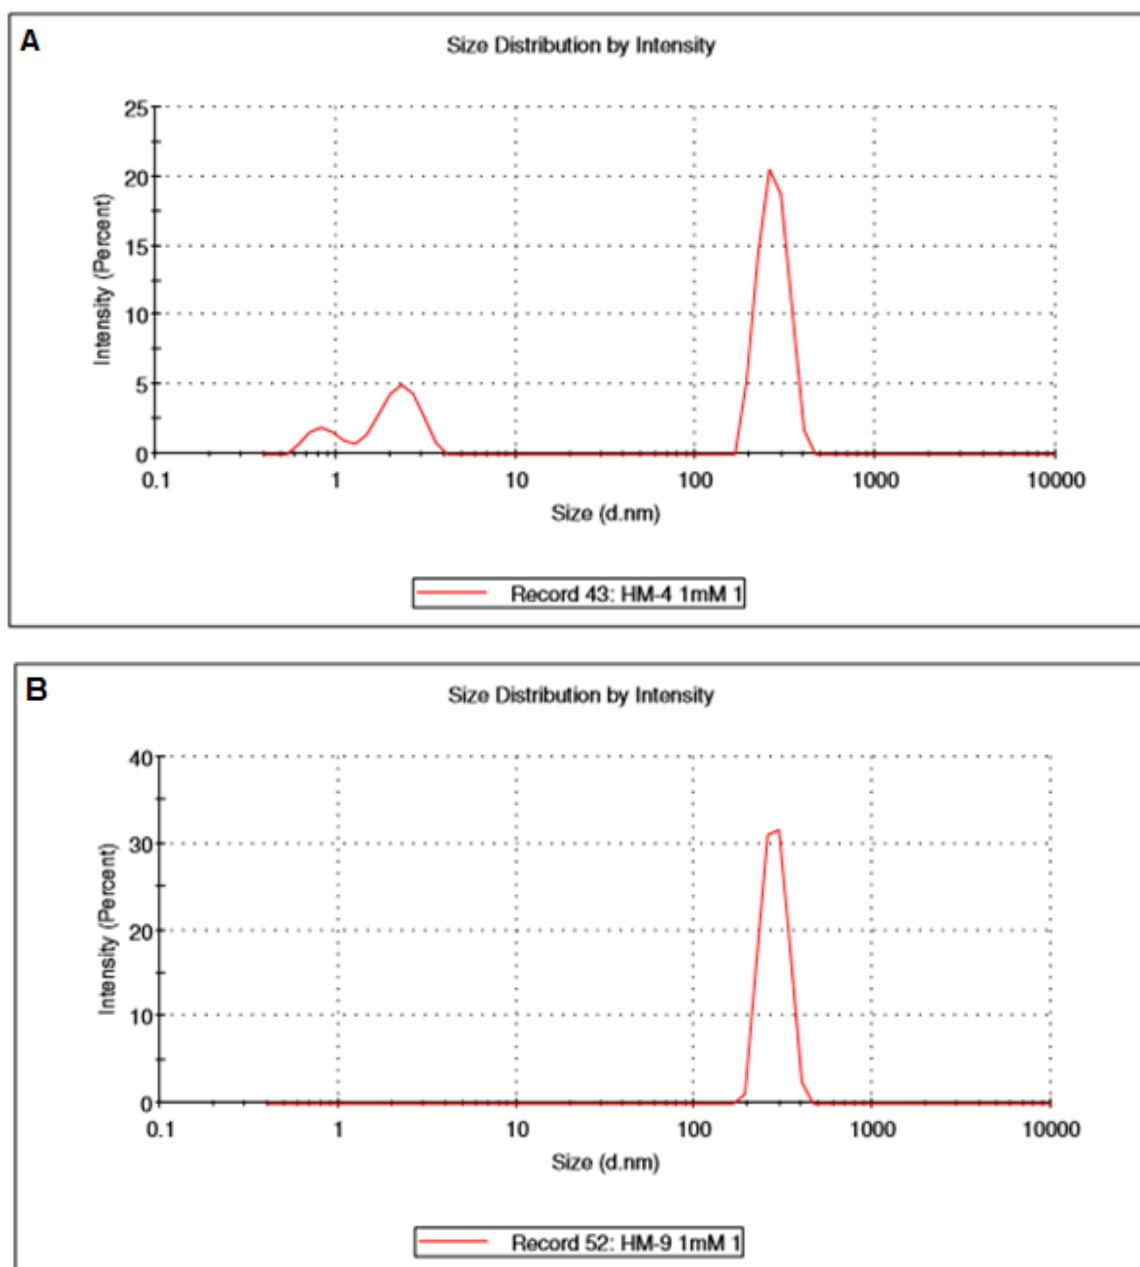 A
Size Distribution by Intensity
25
20
15
10
5
0
Intensity (Percent)
0.1 1 10 100 1000 10000
Size (d.nm)
Record 43: HM-4 1mM 1
B
Size Distribution by Intensity
40
30
20
10
0
Intensity (Percent)
0.1 1 10 100 1000 10000
Size (d.nm)
Record 52: HM-9 1mM 1